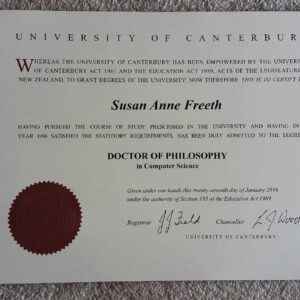 UNIVERSITY OF CANTERBURY
WHEREAS THE UNIVERSITY OF CANTERBURY HAS BEEN EMPOWERED BY THE UNIVERS
OF CANTERBURY ACT 1961 AND THE EDUCATION ACT 1989, ACTS OF THE LEGISLATURE
NEW ZEALAND, TO GRANT DEGREES OF THE UNIVERSITY; NOW THEREFORE THIS IS TO CERTIFY
Susan Anne Freeth
HAVING PURSUED THE COURSE OF STUDY PRESCRIBED IN THE UNIVERSITY AND HAVING IN
YEAR 1986 SATISFIED THE STATUTORY REQUIREMENTS, HAS BEEN DULY ADMITTED TO THE DEGREE
DOCTOR OF PHILOSOPHY
in Computer Science
Given under our hands this twenty seventh day of January 2016
under the authority of Section 193 of the Education Act 1989.
Registrar Chancellor
UNIVERSITY OF CANTERBURY